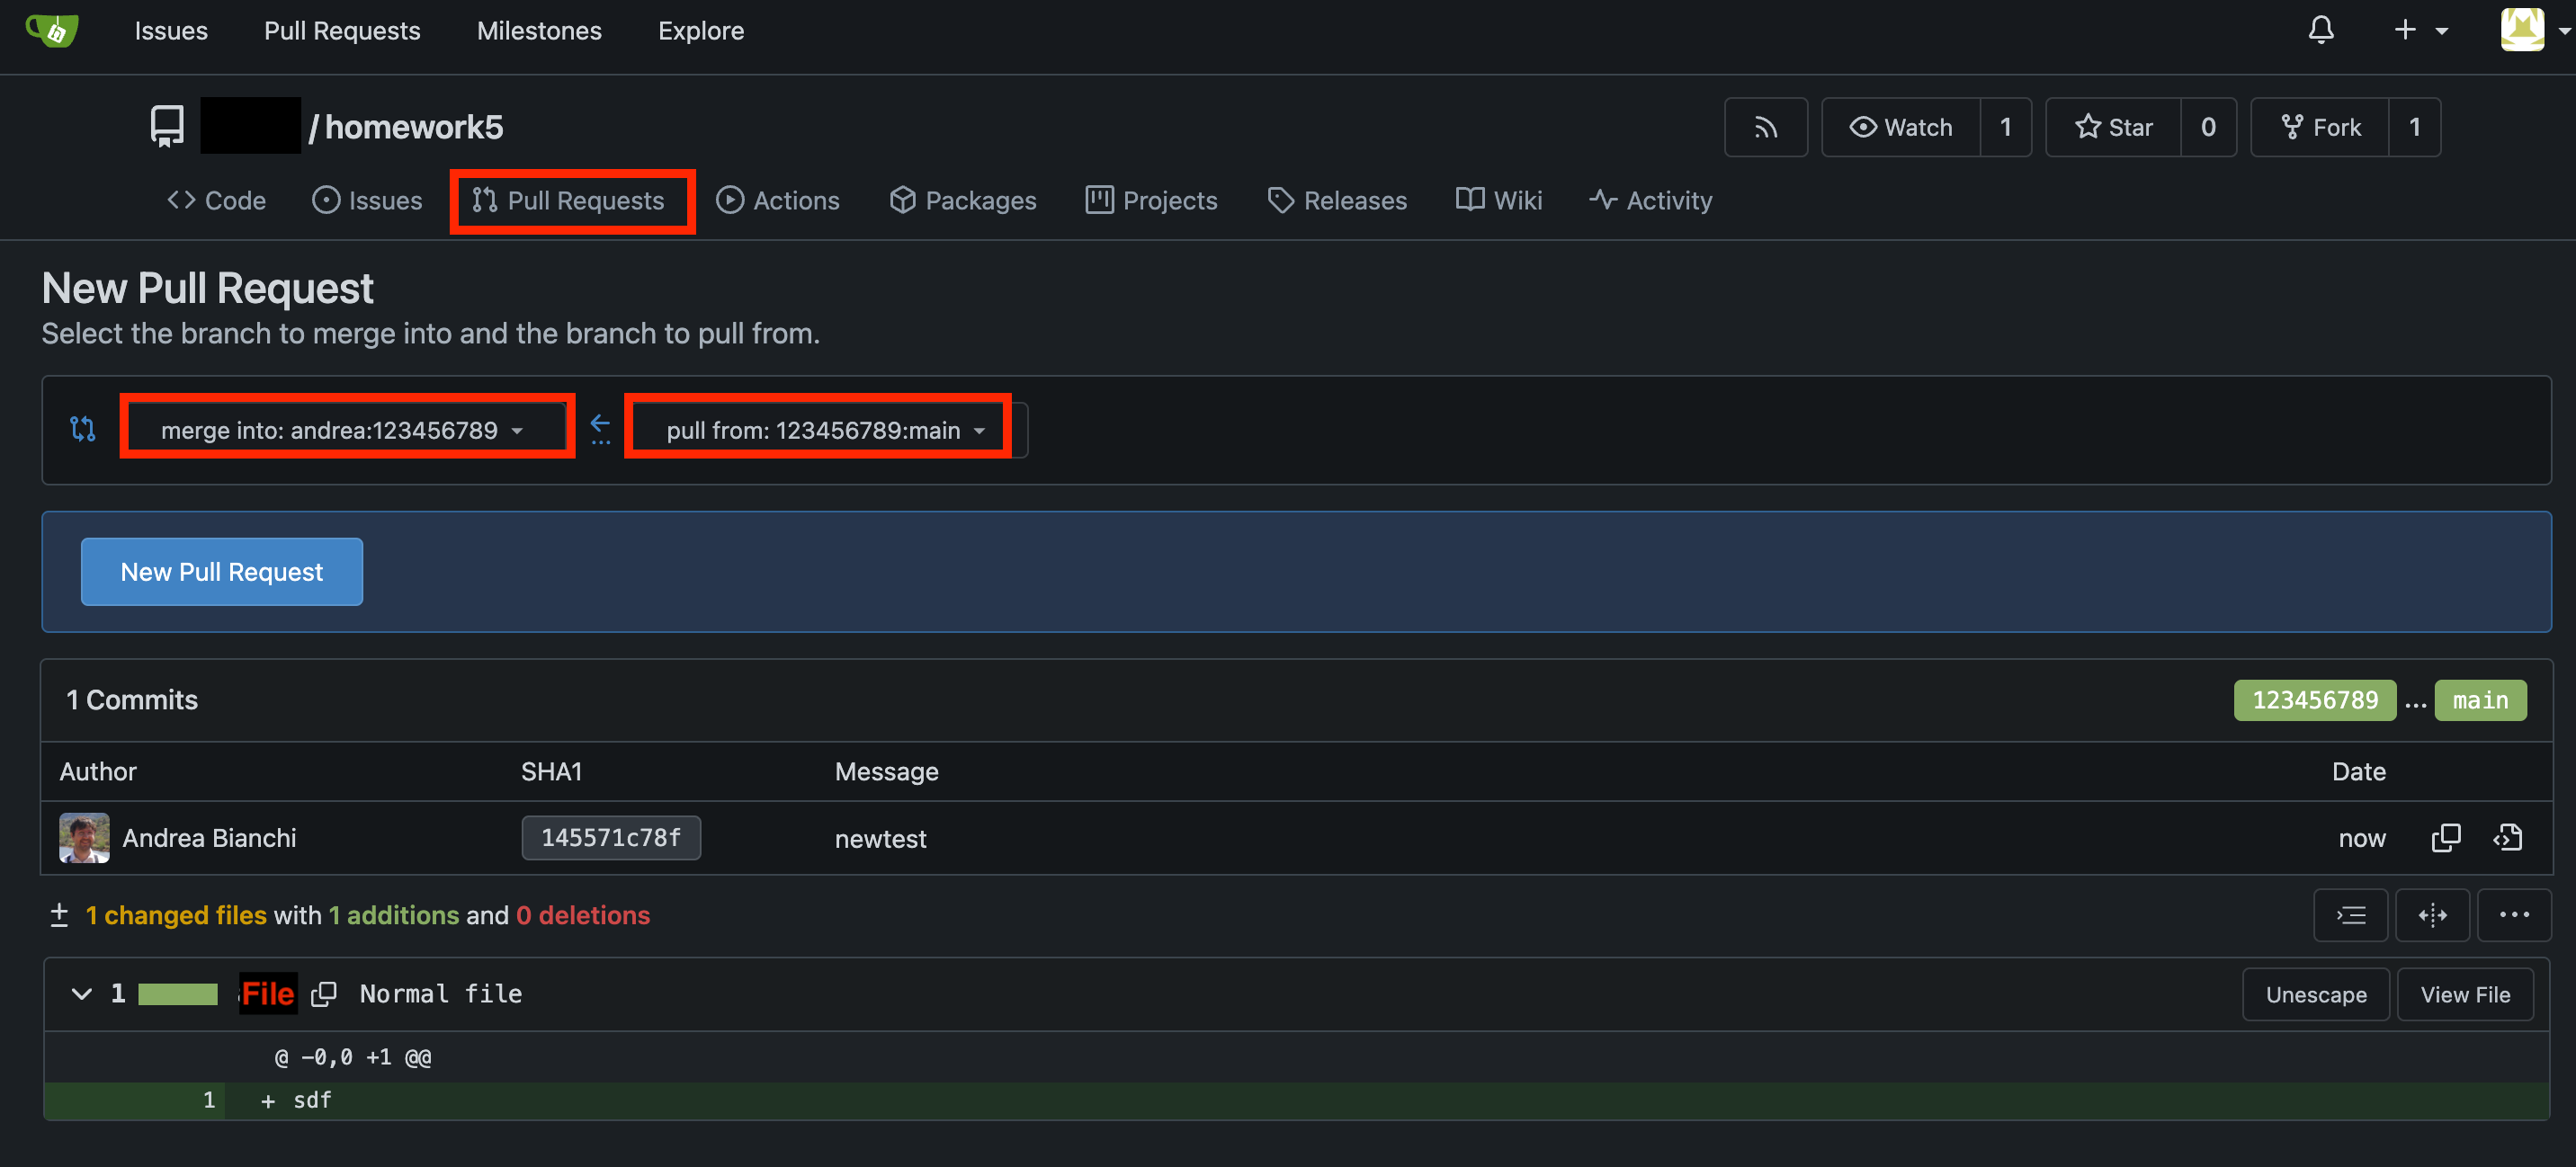 Issues Pull Requests Milestones Explore
/ homework5 Watch 1 Star 0 Fork 1
Code Issues Pull Requests Actions Packages Projects Releases Wiki Activity
New Pull Request
Select the branch to merge into and the branch to pull from.
merge into: andrea:123456789 pull from: 123456789:main
New Pull Request
1 Commits 123456789 ... main
Author SHA1 Message Date
Andrea Bianchi 145571c78f newtest now
1 changed files with 1 additions and 0 deletions
1 File Normal file Unescape View File
@ -0,0 +1 @@
1 + sdf